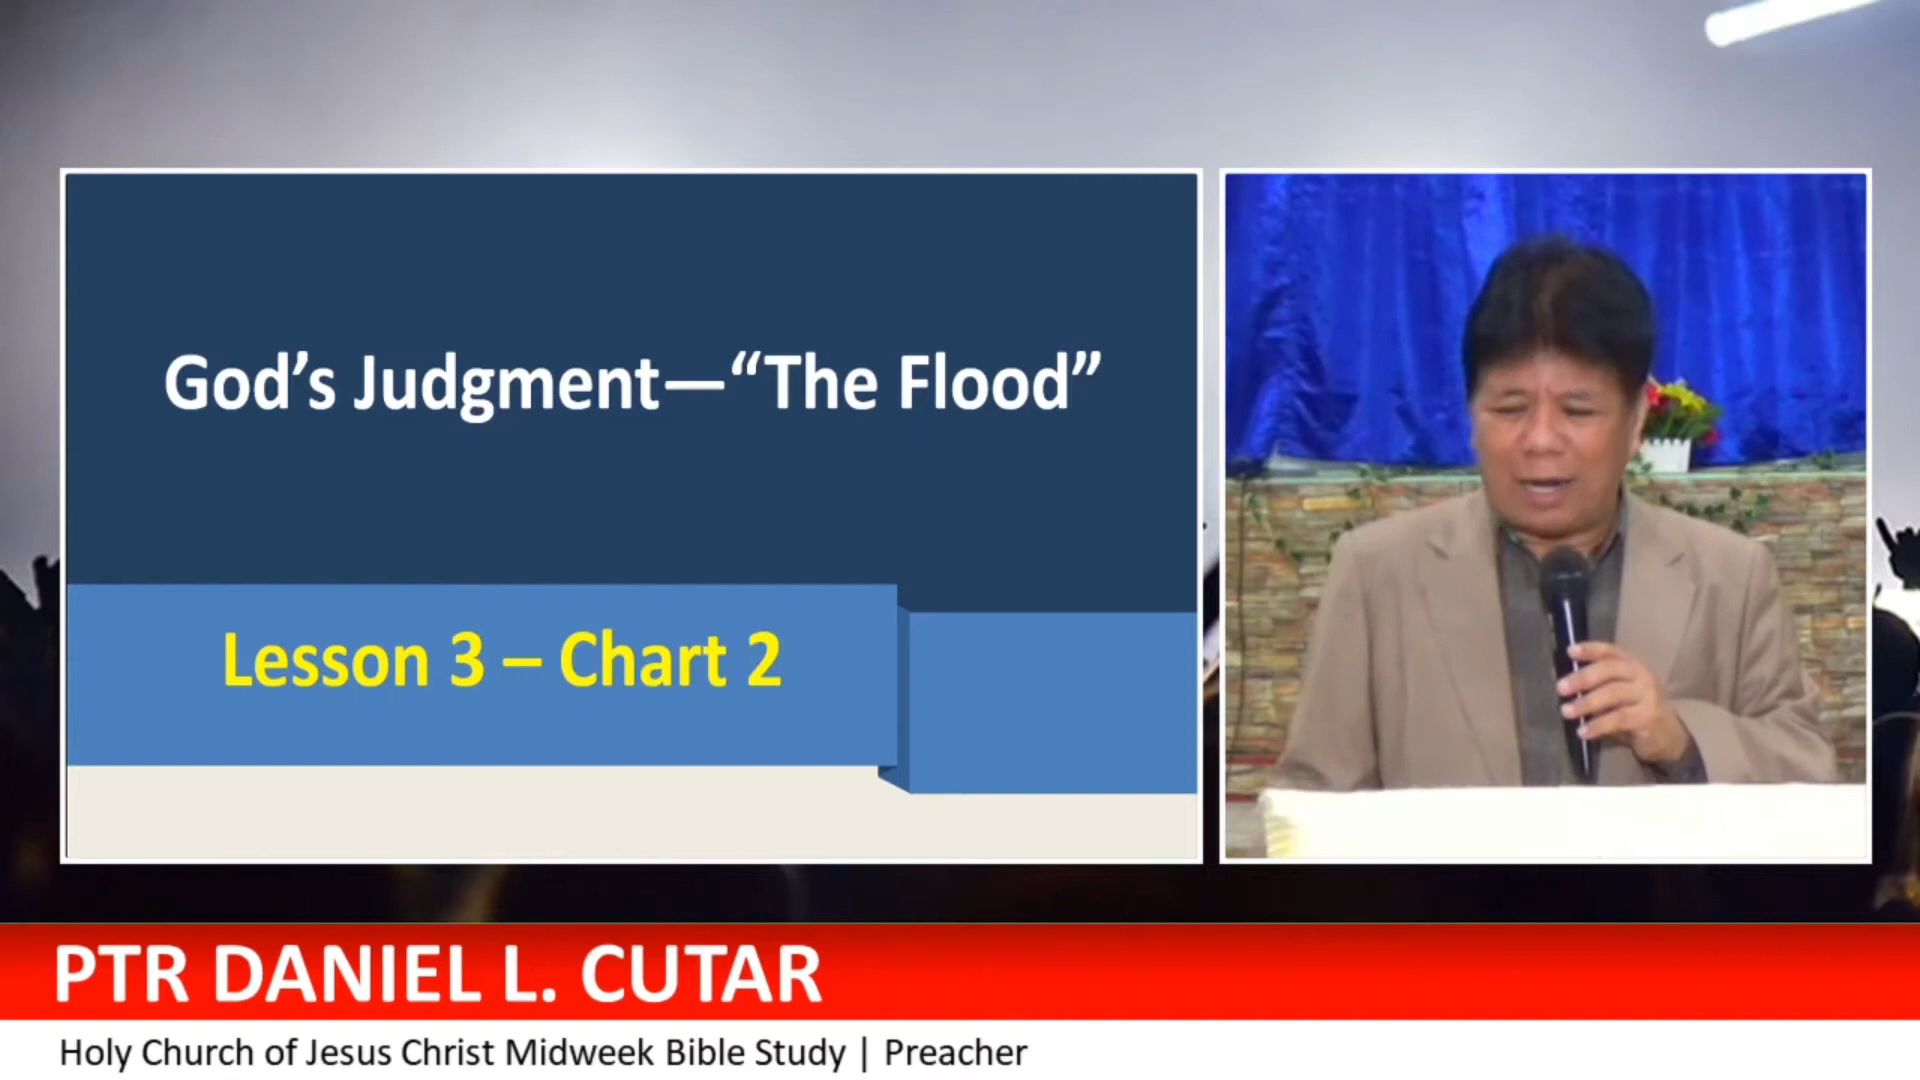 God’s Judgment—“The Flood”
Lesson 3 – Chart 2
PTR DANIEL L. CUTAR
Holy Church of Jesus Christ Midweek Bible Study | Preacher